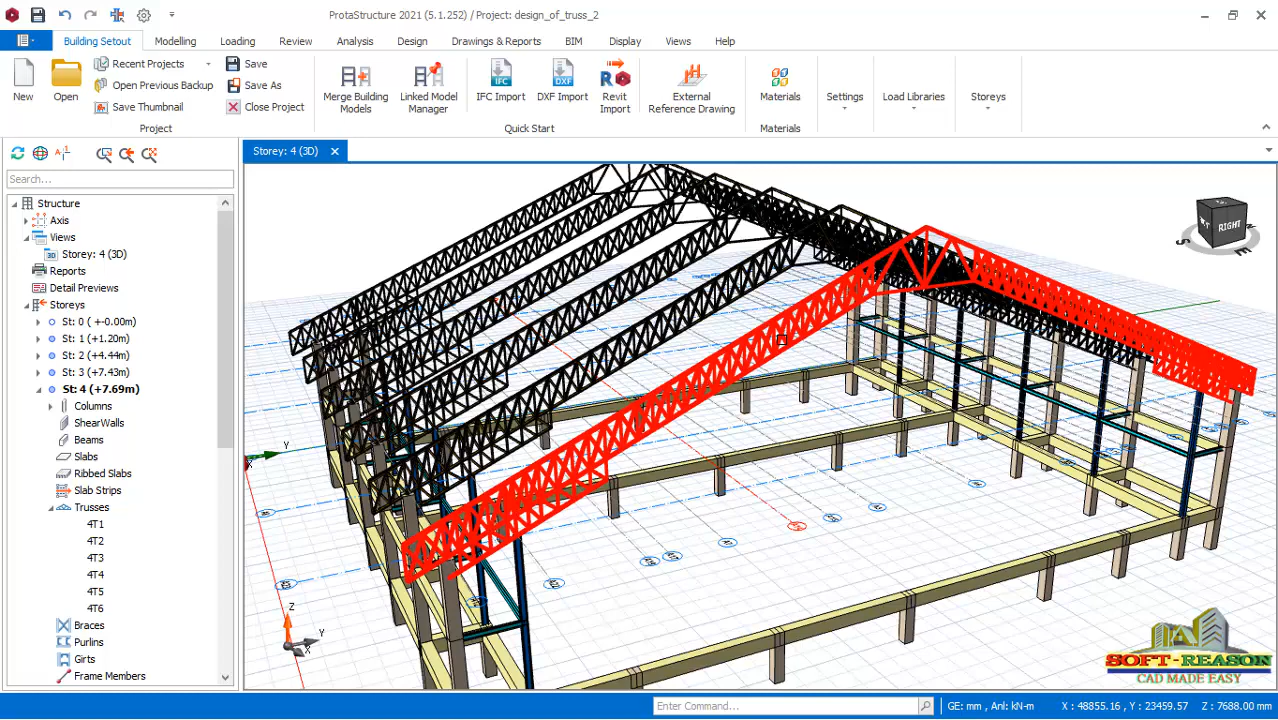 ProtaStructure 2021 (5.1.252) / Project: design_of_truss_2
Building Setout Modelling Loading Review Analysis Design Drawings & Reports BIM Display Views Help
New
Open
Recent Projects
Open Previous Backup
Save Thumbnail
Save
Save As
Close Project
Project
Merge Building Models
Linked Model Manager
IFC
IFC Import
DXF
DXF Import
Revit Import
External Reference Drawing
Quick Start
Materials
Materials
Settings
Load Libraries
Storeys
Storey: 4 (3D)
Search...
Structure
Axis
Views
3D Storey: 4 (3D)
Reports
Detail Previews
Storeys
St: 0 ( +-0.00m)
St: 1 (+1.20m)
St: 2 (+4.44m)
St: 3 (+7.43m)
St: 4 (+7.69m)
Columns
ShearWalls
Beams
Slabs
Ribbed Slabs
Slab Strips
Trusses
4T1
4T2
4T3
4T4
4T5
4T6
Braces
Purlins
Girts
Frame Members
RIGHT
S
E
Y
Z
Y
X
SOFT-REASON
CAD MADE EASY
Enter Command...
GE: mm, Anl: kN-m
X : 48855.16 , Y : 23459.57
Z : 7688.00 mm